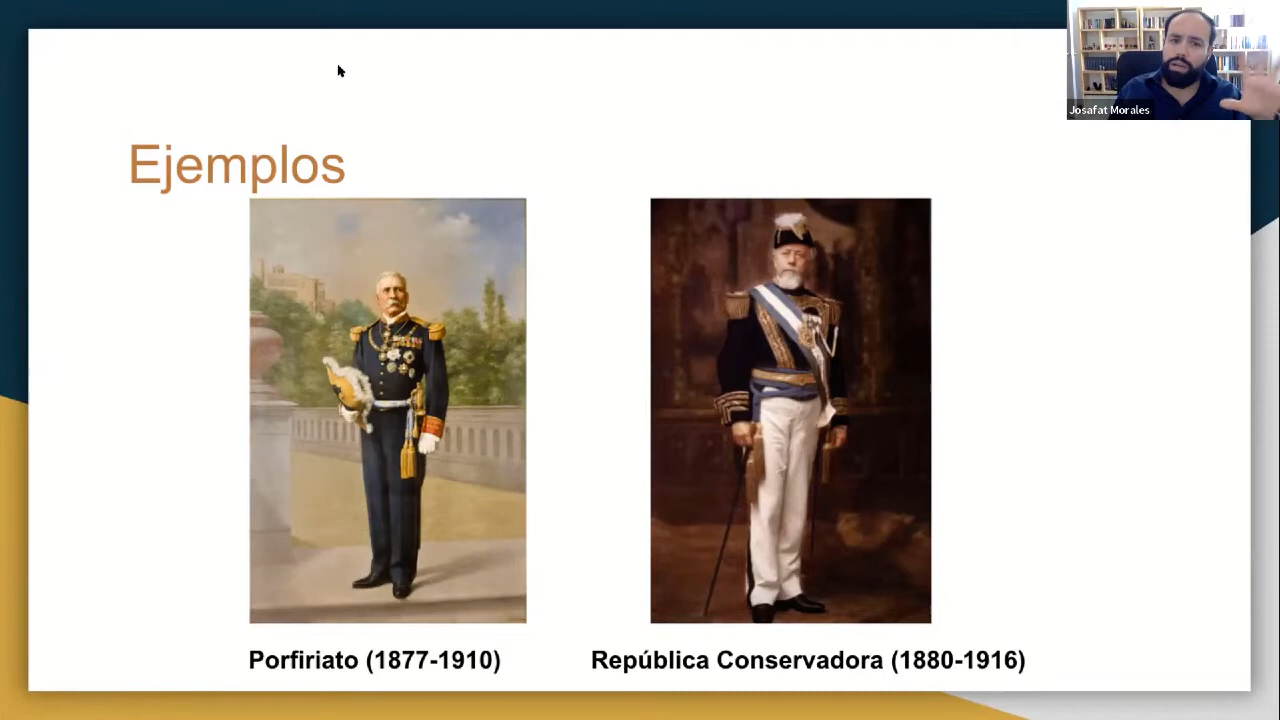 Josafat Morales
Ejemplos
Porfiriato (1877-1910)
República Conservadora (1880-1916)